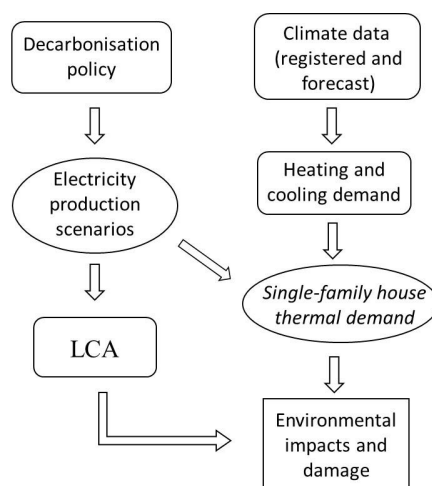 Decarbonisation
policy
Climate data
(registered and
forecast)
Electricity
production
scenarios
Heating and
cooling demand
Single-family house
thermal demand
LCA
Environmental
impacts and
damage